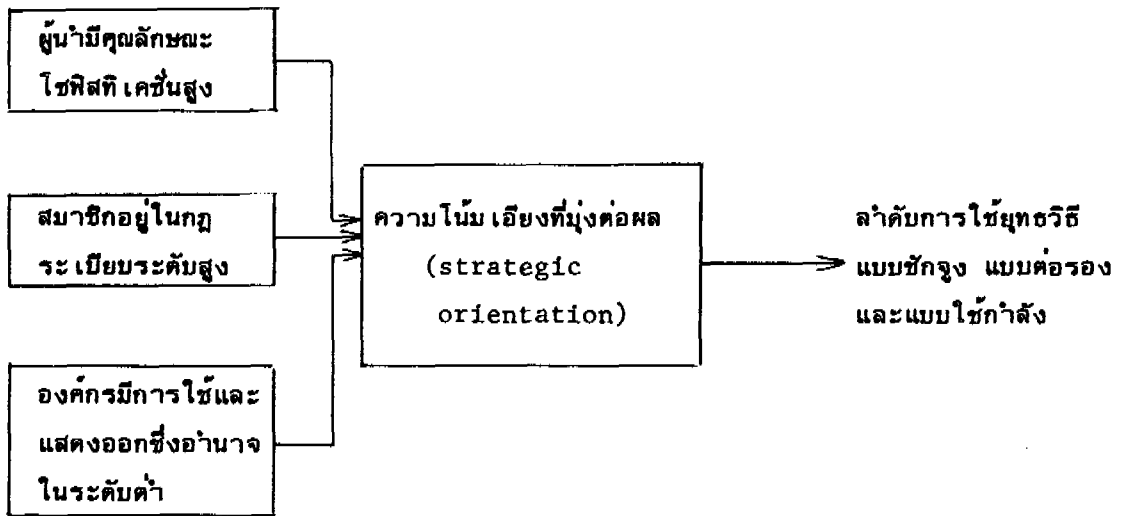 ผู้นำมีคุณลักษณะ
โซฟิสทิเคชั่นสูง
สมาชิกอยู่ในกฎ
ระเบียบระดับสูง
องค์กรมีการใช้และ
แสดงออกซึ่งอำนาจ
ในระดับต่ำ
ความโน้มเอียงที่มุ่งต่อผล
(strategic
orientation)
ลำดับการใช้ยุทธวิธี
แบบชักจูง แบบต่อรอง
และแบบใช้กำลัง